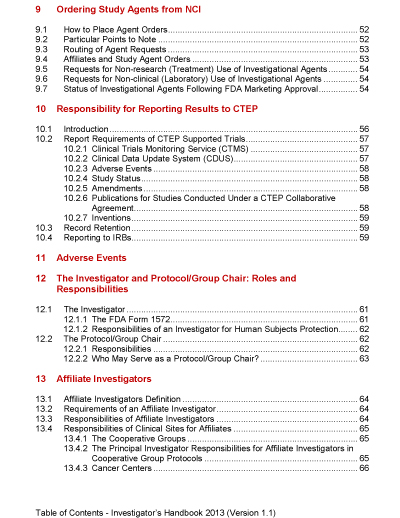 9 Ordering Study Agents from NCI
9.1 How to Place Agent Orders 52
9.2 Particular Points to Note 52
9.3 Routing of Agent Requests 53
9.4 Affiliates and Study Agent Orders 53
9.5 Requests for Non-research (Treatment) Use of Investigational Agents 54
9.6 Requests for Non-clinical (Laboratory) Use of Investigational Agents 54
9.7 Status of Investigational Agents Following FDA Marketing Approval 54
10 Responsibility for Reporting Results to CTEP
10.1 Introduction 56
10.2 Report Requirements of CTEP Supported Trials 57
10.2.1 Clinical Trials Monitoring Service (CTMS) 57
10.2.2 Clinical Data Update System (CDUS) 57
10.2.3 Adverse Events 58
10.2.4 Study Status 58
10.2.5 Amendments 58
10.2.6 Publications for Studies Conducted Under a CTEP Collaborative
Agreement 58
10.2.7 Inventions 59
10.3 Record Retention 59
10.4 Reporting to IRBs 59
11 Adverse Events
12 The Investigator and Protocol/Group Chair: Roles and
Responsibilities
12.1 The Investigator 61
12.1.1 The FDA Form 1572 61
12.1.2 Responsibilities of an Investigator for Human Subjects Protection 62
12.2 The Protocol/Group Chair 62
12.2.1 Responsibilities 62
12.2.2 Who May Serve as a Protocol/Group Chair? 63
13 Affiliate Investigators
13.1 Affiliate Investigators Definition 64
13.2 Requirements of an Affiliate Investigator 64
13.3 Responsibilities of Affiliate Investigators 64
13.4 Responsibilities of Clinical Sites for Affiliates 65
13.4.1 The Cooperative Groups 65
13.4.2 The Principal Investigator Responsibilities for Affiliate Investigators in
Cooperative Group Protocols 65
13.4.3 Cancer Centers 66
Table of Contents - Investigator's Handbook 2013 (Version 1.1)